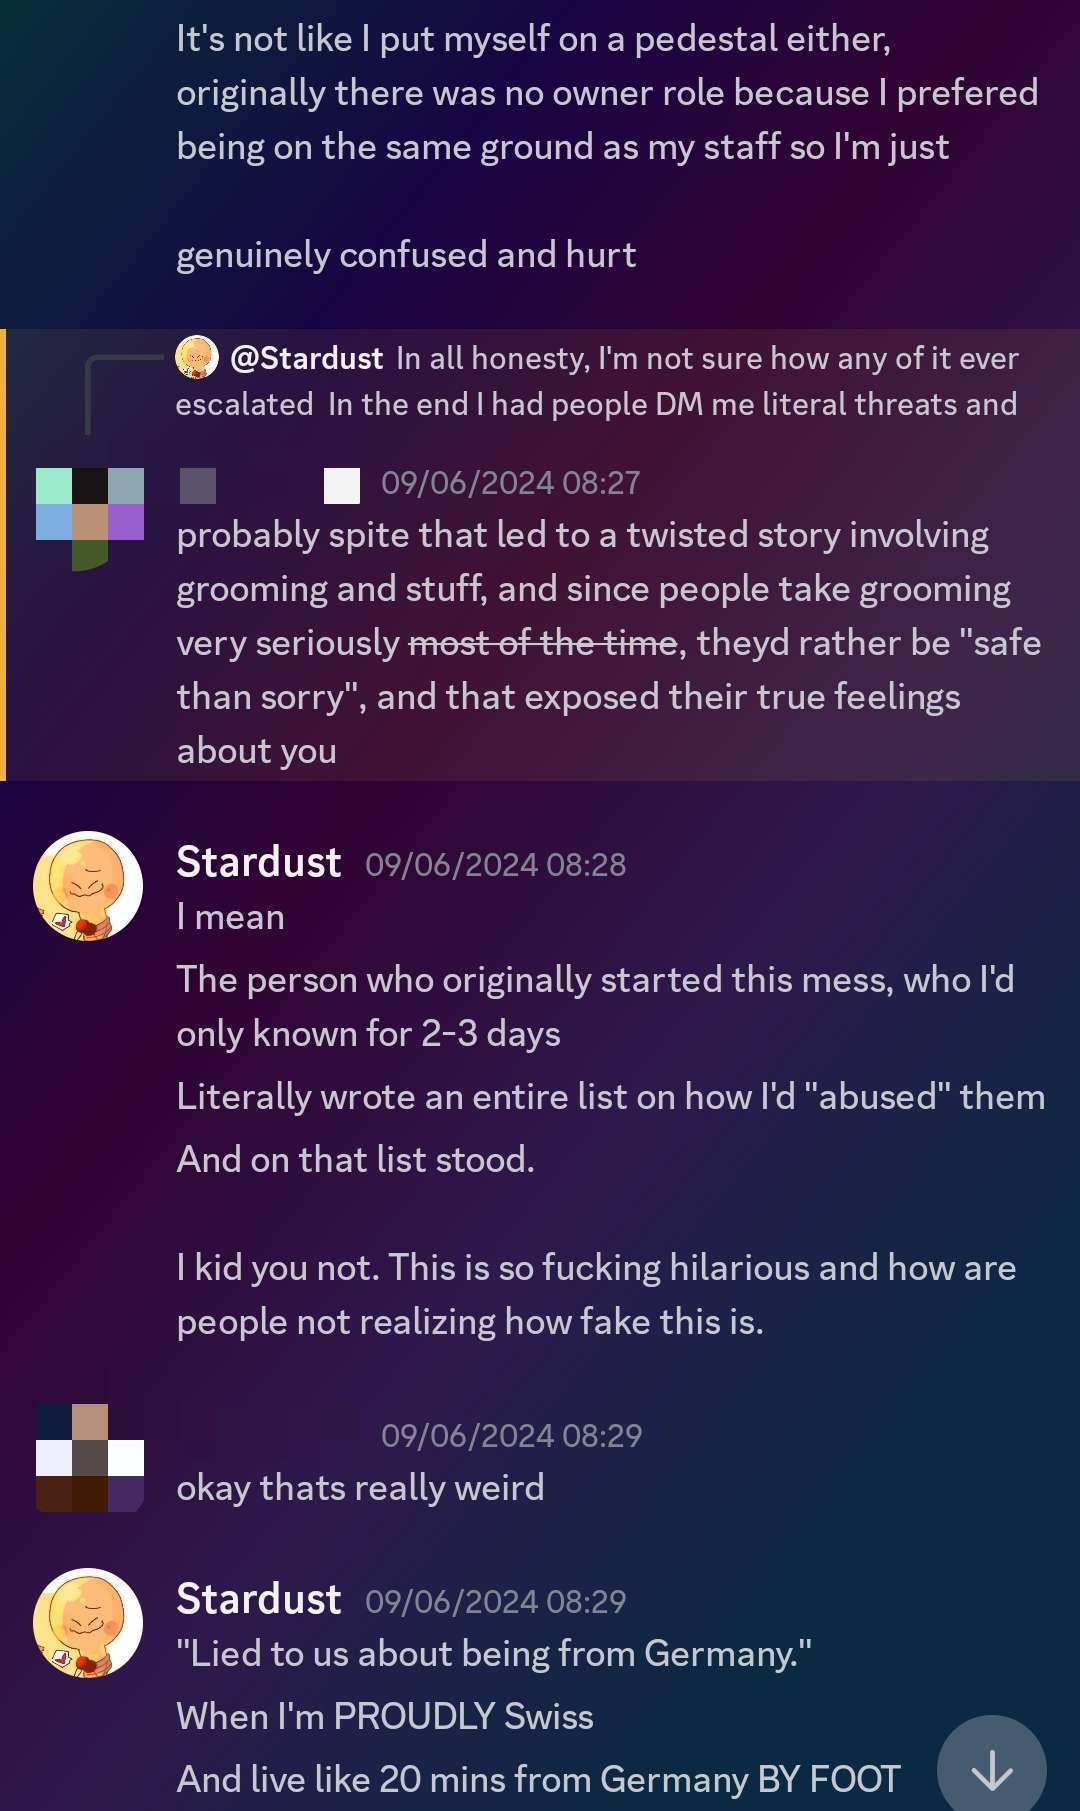 It's not like I put myself on a pedestal either,
originally there was no owner role because I prefered
being on the same ground as my staff so I'm just
genuinely confused and hurt
@Stardust In all honesty, I'm not sure how any of it ever
escalated In the end I had people DM me literal threats and
09/06/2024 08:27
probably spite that led to a twisted story involving
grooming and stuff, and since people take grooming
very seriously most of the time, theyd rather be "safe
than sorry", and that exposed their true feelings
about you
Stardust 09/06/2024 08:28
I mean
The person who originally started this mess, who I'd
only known for 2-3 days
Literally wrote an entire list on how I'd "abused" them
And on that list stood.
I kid you not. This is so fucking hilarious and how are
people not realizing how fake this is.
09/06/2024 08:29
okay thats really weird
Stardust 09/06/2024 08:29
"Lied to us about being from Germany."
When I'm PROUDLY Swiss
And live like 20 mins from Germany BY FOOT